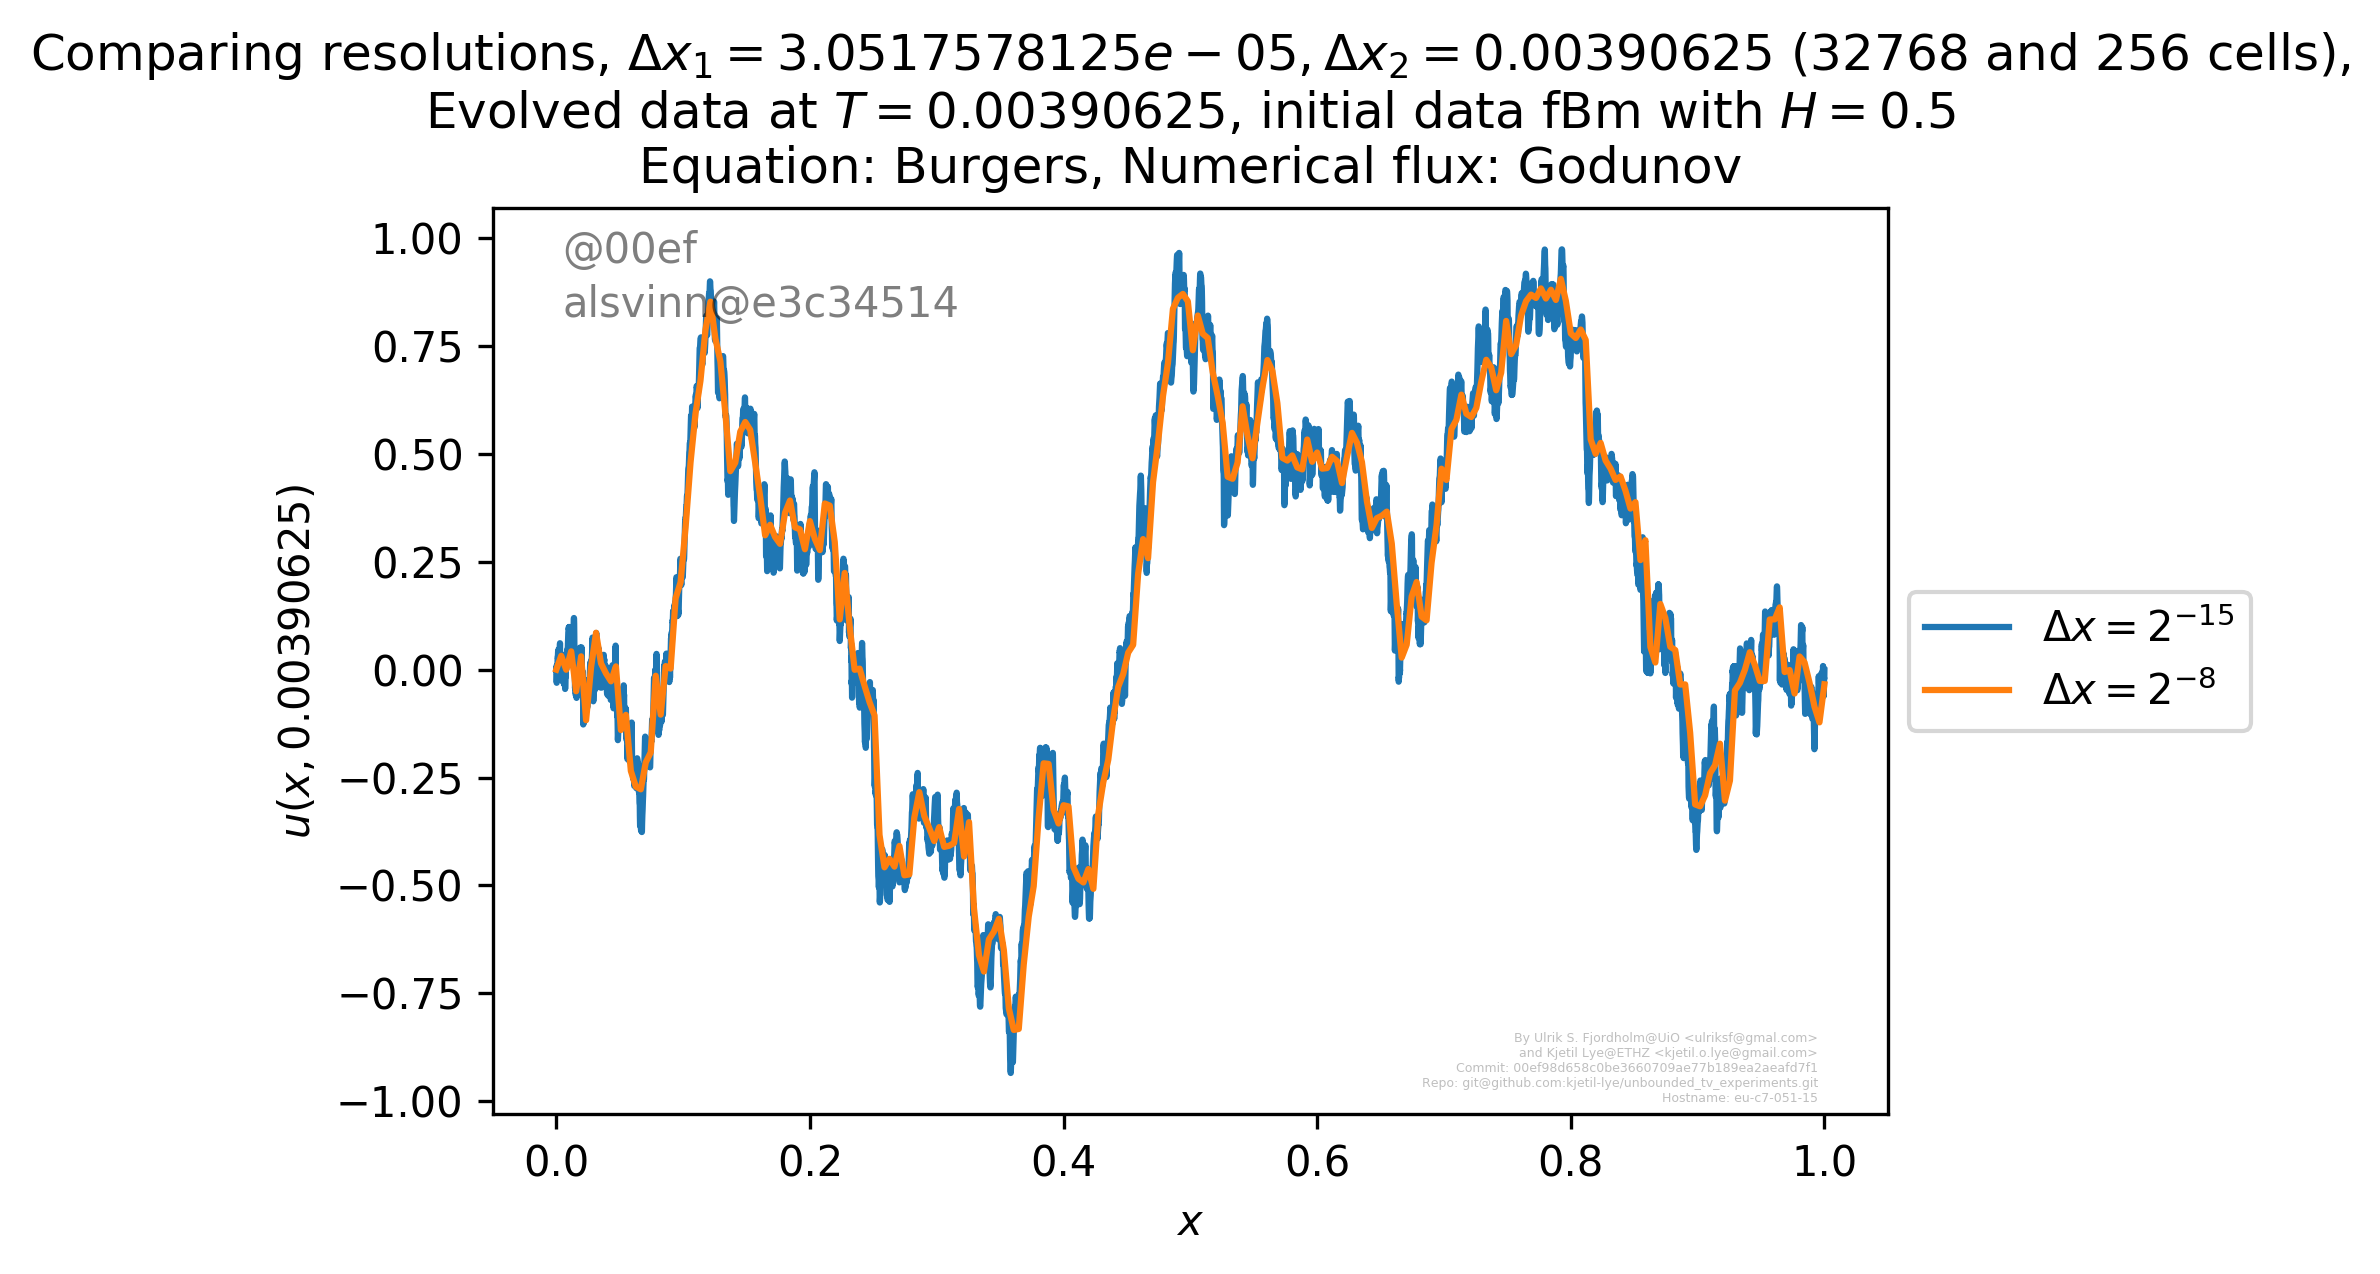 Comparing resolutions, Δx₁ = 3.0517578125e − 05, Δx₂ = 0.00390625 (32768 and 256 cells),
Evolved data at T = 0.00390625, initial data fBm with H = 0.5
Equation: Burgers, Numerical flux: Godunov
@00ef
alsvinn@e3c34514
1.00
0.75
0.50
0.25
0.00
−0.25
−0.50
−0.75
−1.00
u(x, 0.00390625)
Δx = 2⁻¹⁵
Δx = 2⁻⁸
By Ulrik S. Fjordholm@UiO <ulriksf@gmal.com>
and Kjetil Lye@ETHZ <kjetil.o.lye@gmail.com>
Commit: 00ef98d658c0be3660709ae77b189ea2aeafd7f1
Repo: git@github.com:kjetil-lye/unbounded_tv_experiments.git
Hostname: eu-c7-051-15
0.0 0.2 0.4 0.6 0.8 1.0
x